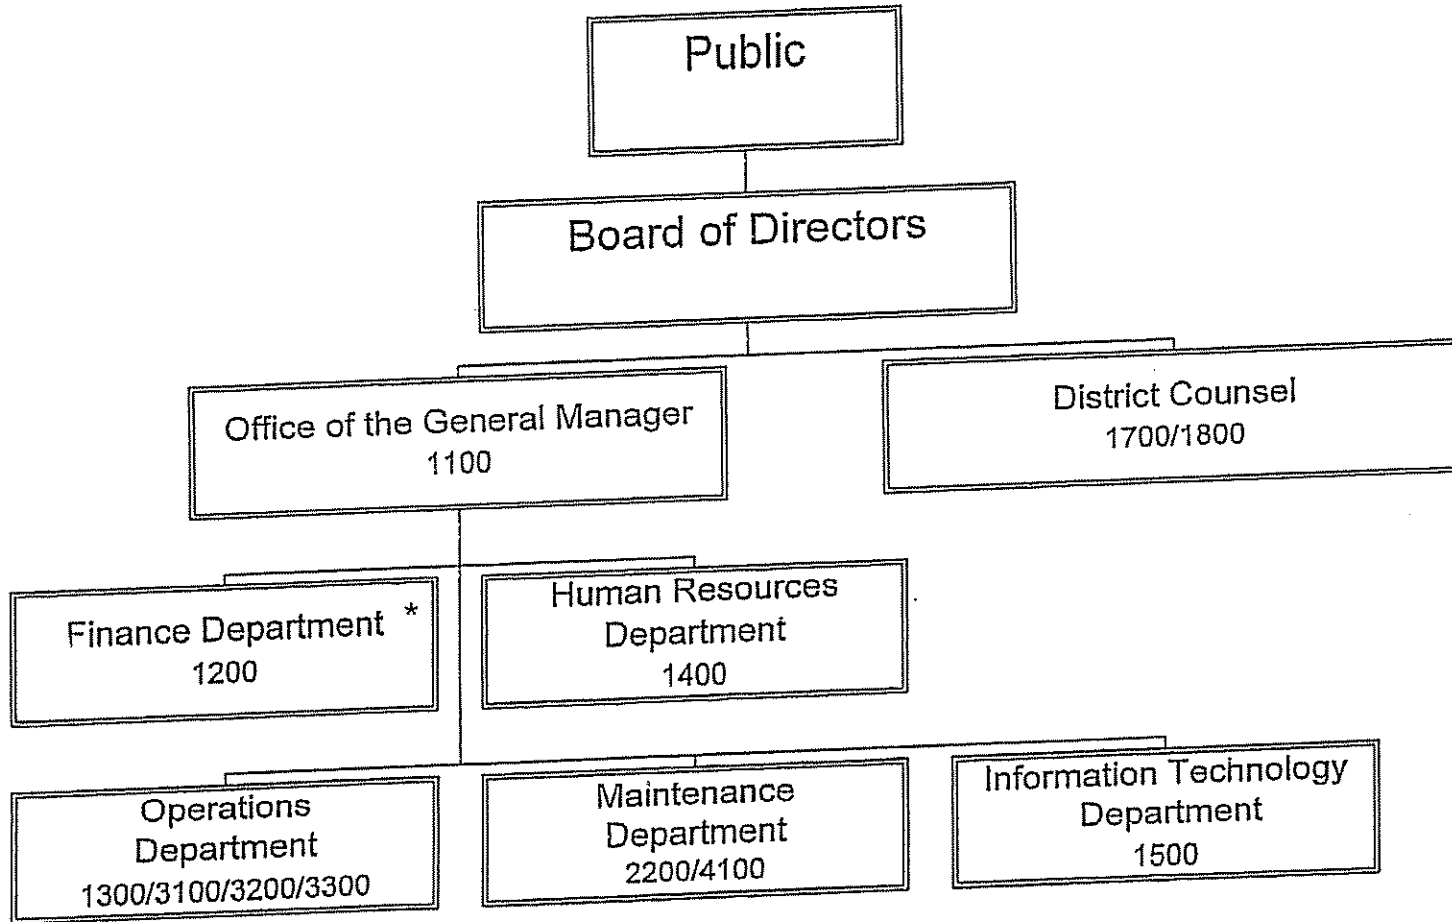 Public
Board of Directors
Office of the General Manager
1100
District Counsel
1700/1800
Finance Department *
1200
Human Resources
Department
1400
Operations
Department
1300/3100/3200/3300
Maintenance
Department
2200/4100
Information Technology
Department
1500